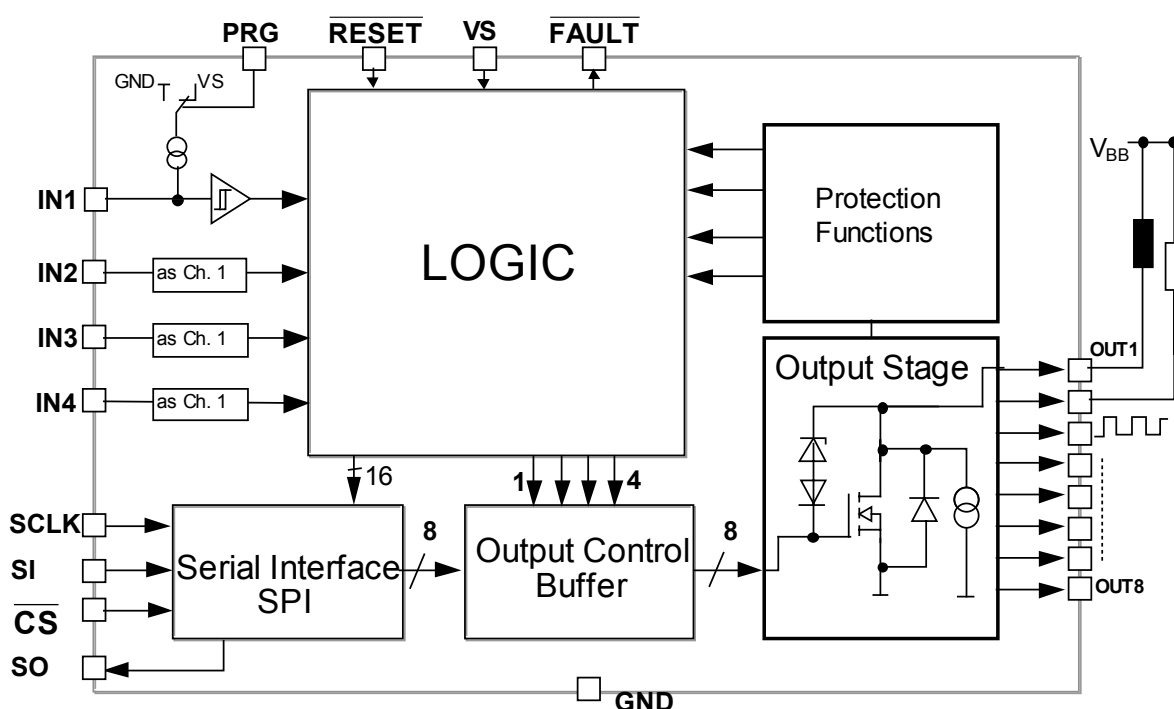 PRG
RESET
VS
FAULT
GND
VS
V
BB
IN1
LOGIC
Protection
Functions
IN2
as Ch. 1
IN3
as Ch. 1
IN4
as Ch. 1
OUT1
Output Stage
16
1
4
SCLK
SI
CS
SO
Serial Interface
SPI
8
Output Control
Buffer
8
OUT8
GND